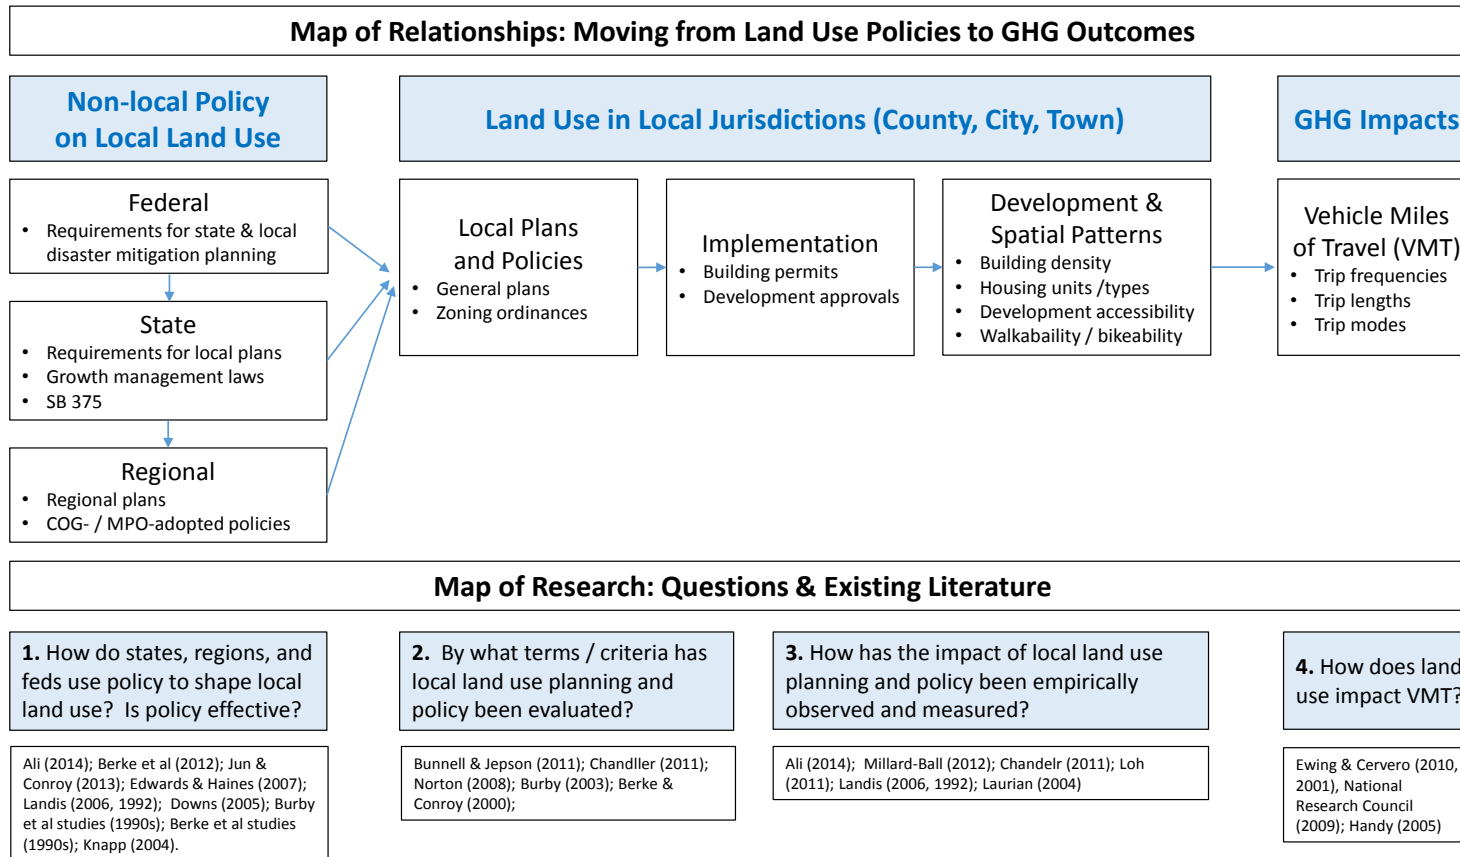 Map of Relationships: Moving from Land Use Policies to GHG Outcomes
Non-local Policy
on Local Land Use
Land Use in Local Jurisdictions (County, City, Town)
GHG Impacts
Federal
• Requirements for state & local
disaster mitigation planning
State
• Requirements for local plans
• Growth management laws
• SB 375
Regional
• Regional plans
• COG- / MPO-adopted policies
Local Plans
and Policies
• General plans
• Zoning ordinances
Implementation
• Building permits
• Development approvals
Development &
Spatial Patterns
• Building density
• Housing units /types
• Development accessibility
• Walkabaility / bikeability
Vehicle Miles
of Travel (VMT)
• Trip frequencies
• Trip lengths
• Trip modes
Map of Research: Questions & Existing Literature
1. How do states, regions, and
feds use policy to shape local
land use? Is policy effective?
2. By what terms / criteria has
local land use planning and
policy been evaluated?
3. How has the impact of local land use
planning and policy been empirically
observed and measured?
4. How does land
use impact VMT?
Ali (2014); Berke et al (2012); Jun &
Conroy (2013); Edwards & Haines (2007);
Landis (2006, 1992); Downs (2005); Burby
et al studies (1990s); Berke et al studies
(1990s); Knapp (2004).
Bunnell & Jepson (2011); Chandller (2011);
Norton (2008); Burby (2003); Berke &
Conroy (2000);
Ali (2014); Millard-Ball (2012); Chandelr (2011); Loh
(2011); Landis (2006, 1992); Laurian (2004)
Ewing & Cervero (2010,
2001), National
Research Council
(2009); Handy (2005)